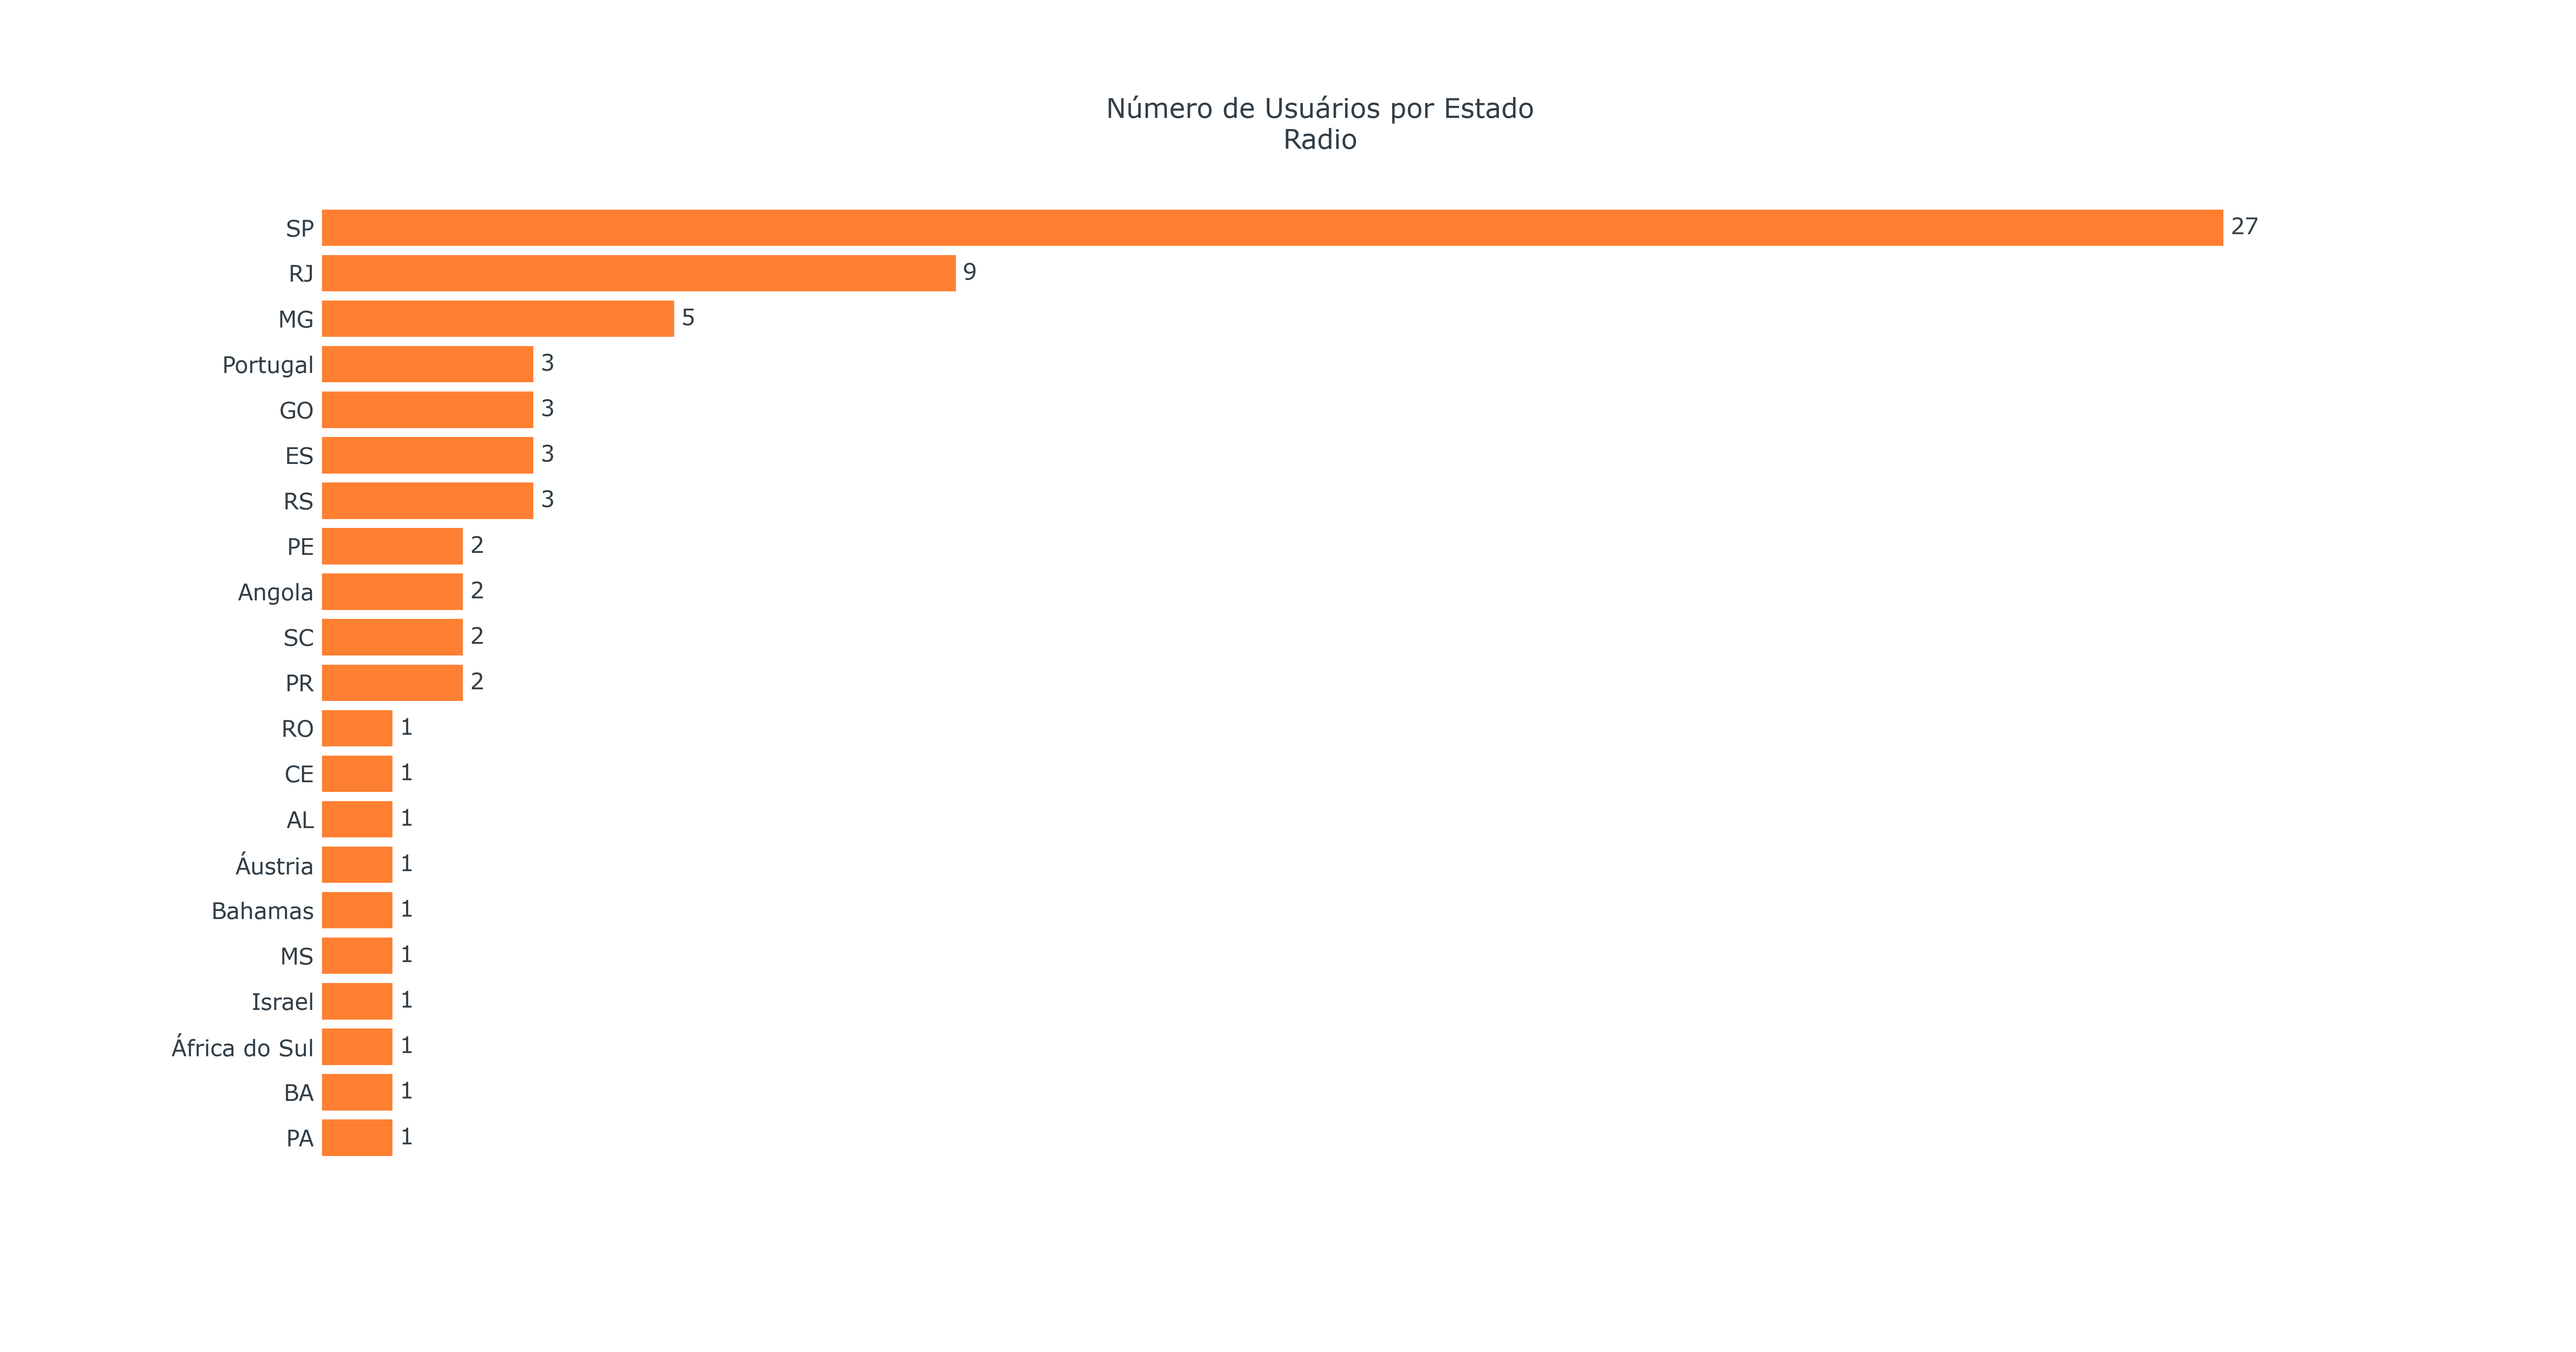 Número de Usuários por Estado
Radio
SP 27
RJ 9
MG 5
Portugal 3
GO 3
ES 3
RS 3
PE 2
Angola 2
SC 2
PR 2
RO 1
CE 1
AL 1
Áustria 1
Bahamas 1
MS 1
Israel 1
África do Sul 1
BA 1
PA 1